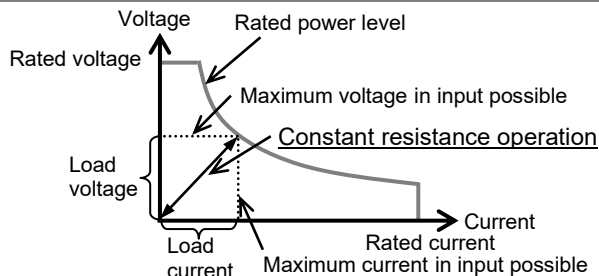 Voltage
Rated power level
Rated voltage
Maximum voltage in input possible
Constant resistance operation
Load
voltage
Current
Rated current
Load
current
Maximum current in input possible